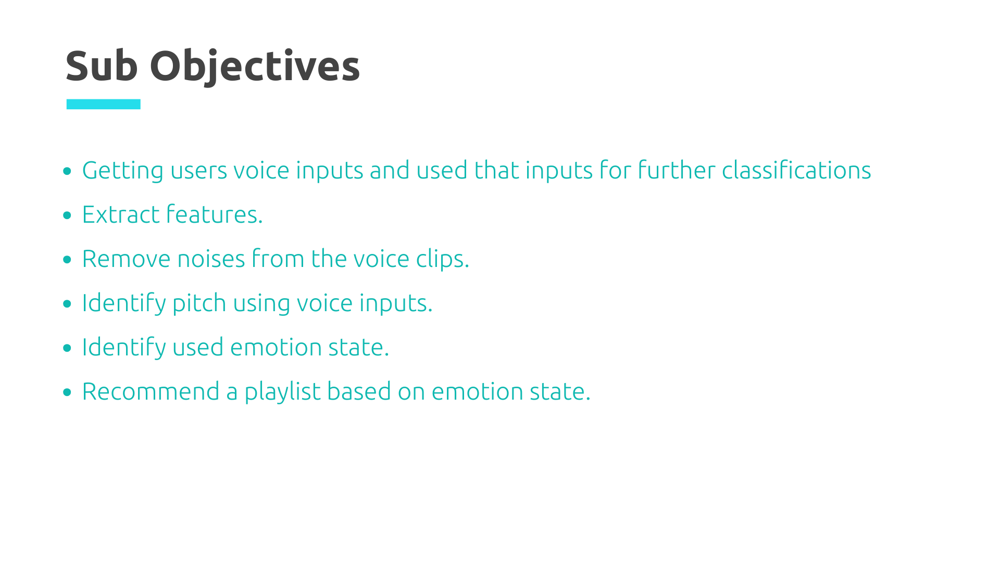 Sub Objectives
• Getting users voice inputs and used that inputs for further classifications
• Extract features.
• Remove noises from the voice clips.
• Identify pitch using voice inputs.
• Identify used emotion state.
• Recommend a playlist based on emotion state.